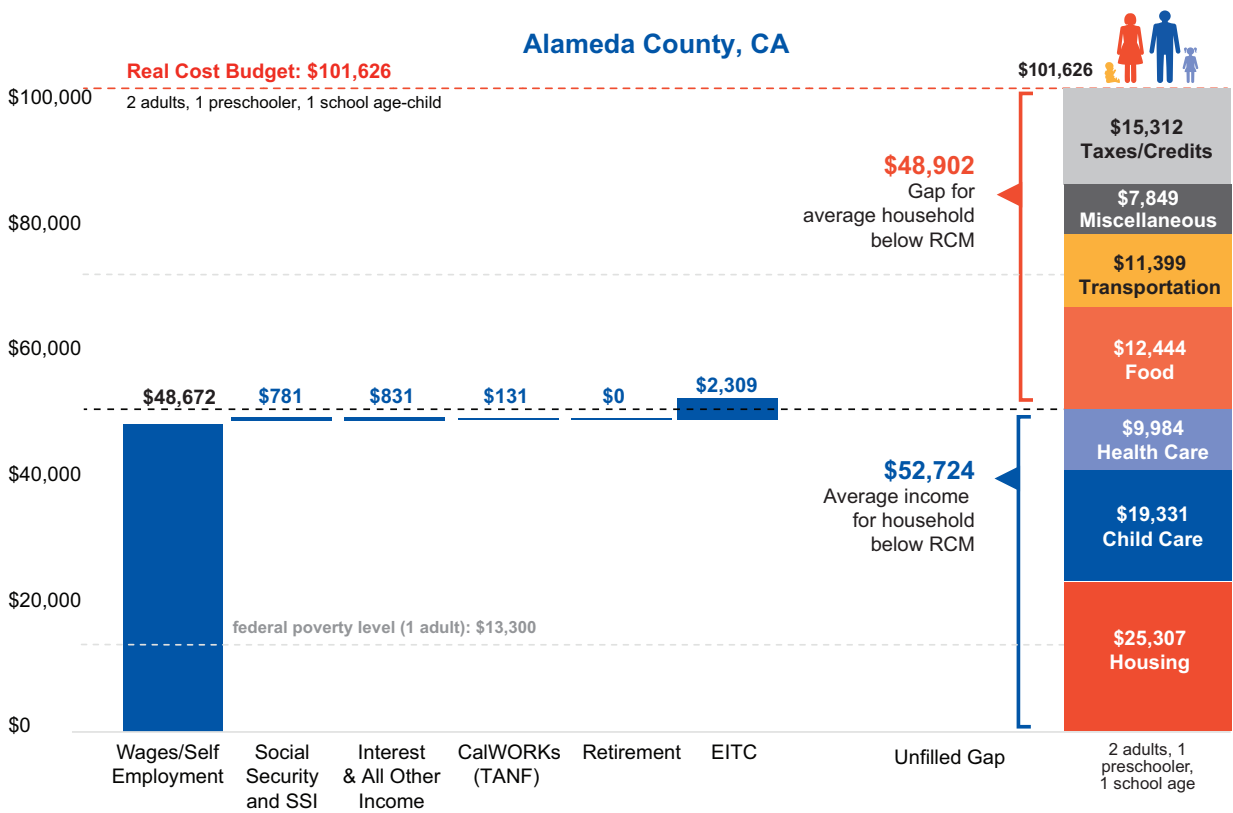 Alameda County, CA
Real Cost Budget: $101,626
2 adults, 1 preschooler, 1 school age-child
$101,626
$100,000
$80,000
$60,000
$40,000
$20,000
$0
$48,902
Gap for
average household
below RCM
$52,724
Average income
for household
below RCM
$48,672
$781
$831
$131
$0
$2,309
federal poverty level (1 adult): $13,300
$15,312
Taxes/Credits
$7,849
Miscellaneous
$11,399
Transportation
$12,444
Food
$9,984
Health Care
$19,331
Child Care
$25,307
Housing
Wages/Self
Employment
Social
Security
and SSI
Interest
& All Other
Income
CalWORKs
(TANF)
Retirement
EITC
Unfilled Gap
2 adults, 1
preschooler,
1 school age